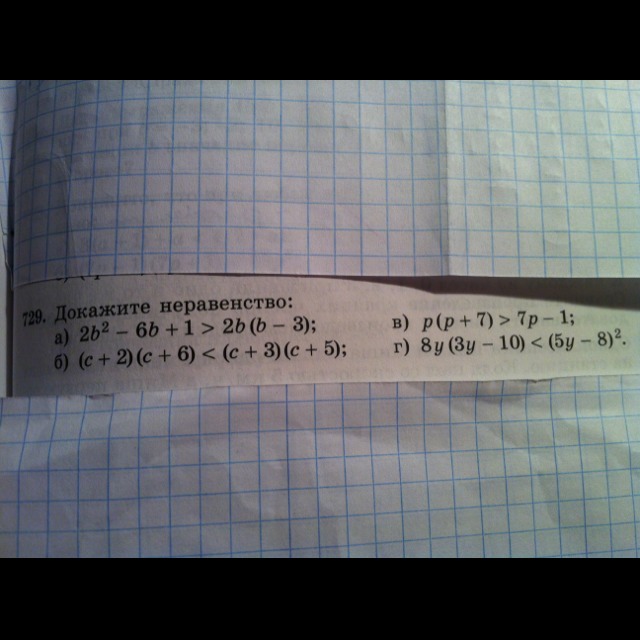 729. Докажите неравенство:
а) 2b² − 6b + 1 > 2b(b − 3);
б) (c + 2)(c + 6) < (c + 3)(c + 5);
в) p(p + 7) > 7p − 1;
г) 8y(3y − 10) < (5y − 8)².